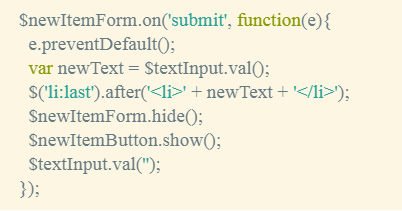 $newItemForm.on('submit', function(e){
e.preventDefault();
var newText = $textInput.val();
$('li:last').after('<li>' + newText + '</li>');
$newItemForm.hide();
$newItemButton.show();
$textInput.val('');
});